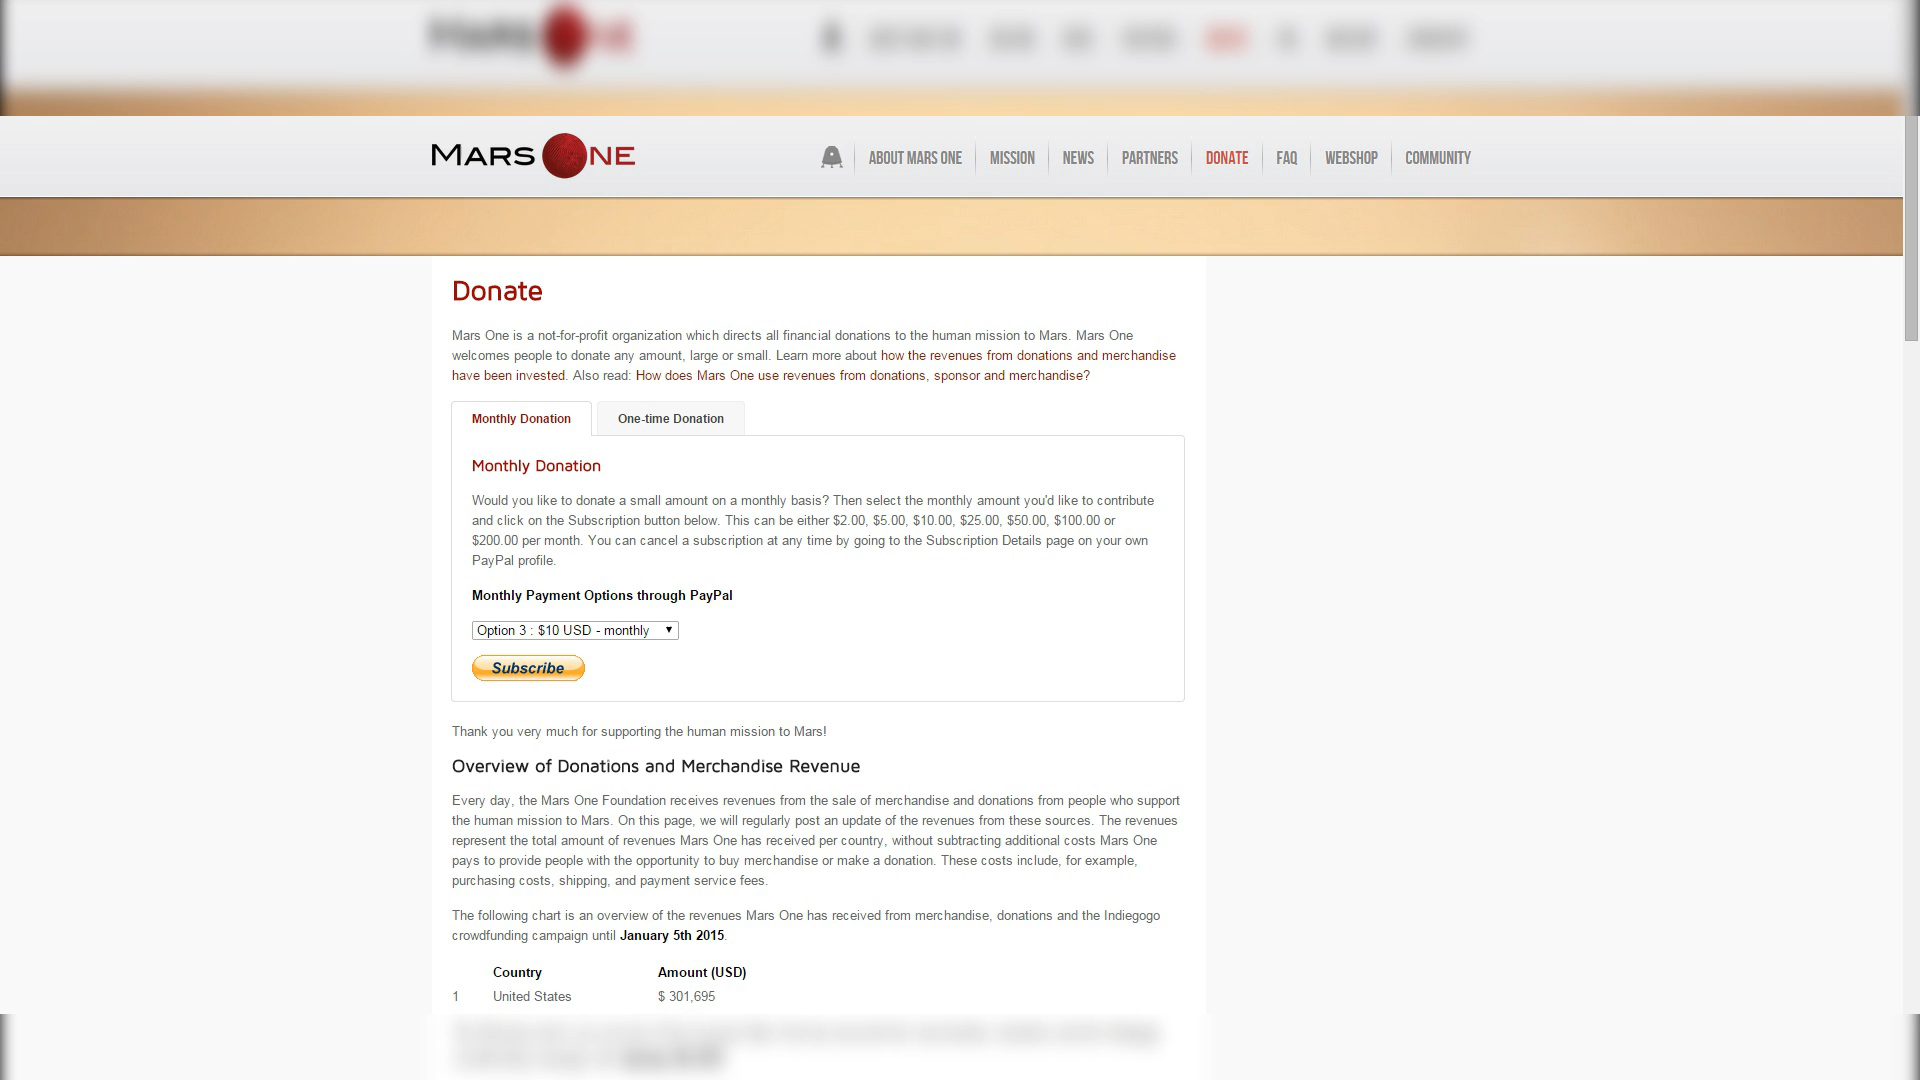 MARS ONE
ABOUT MARS ONE MISSION NEWS PARTNERS DONATE FAQ WEBSHOP COMMUNITY
Donate
Mars One is a not-for-profit organization which directs all financial donations to the human mission to Mars. Mars One
welcomes people to donate any amount, large or small. Learn more about how the revenues from donations and merchandise
have been invested. Also read: How does Mars One use revenues from donations, sponsor and merchandise?
Monthly Donation One-time Donation
Monthly Donation
Would you like to donate a small amount on a monthly basis? Then select the monthly amount you'd like to contribute
and click on the Subscription button below. This can be either $2.00, $5.00, $10.00, $25.00, $50.00, $100.00 or
$200.00 per month. You can cancel a subscription at any time by going to the Subscription Details page on your own
PayPal profile.
Monthly Payment Options through PayPal
Option 3 : $10 USD - monthly
Subscribe
Thank you very much for supporting the human mission to Mars!
Overview of Donations and Merchandise Revenue
Every day, the Mars One Foundation receives revenues from the sale of merchandise and donations from people who support
the human mission to Mars. On this page, we will regularly post an update of the revenues from these sources. The revenues
represent the total amount of revenues Mars One has received per country, without subtracting additional costs Mars One
pays to provide people with the opportunity to buy merchandise or make a donation. These costs include, for example,
purchasing costs, shipping, and payment service fees.
The following chart is an overview of the revenues Mars One has received from merchandise, donations and the Indiegogo
crowdfunding campaign until January 5th 2015.
Country Amount (USD)
1 United States $ 301,695